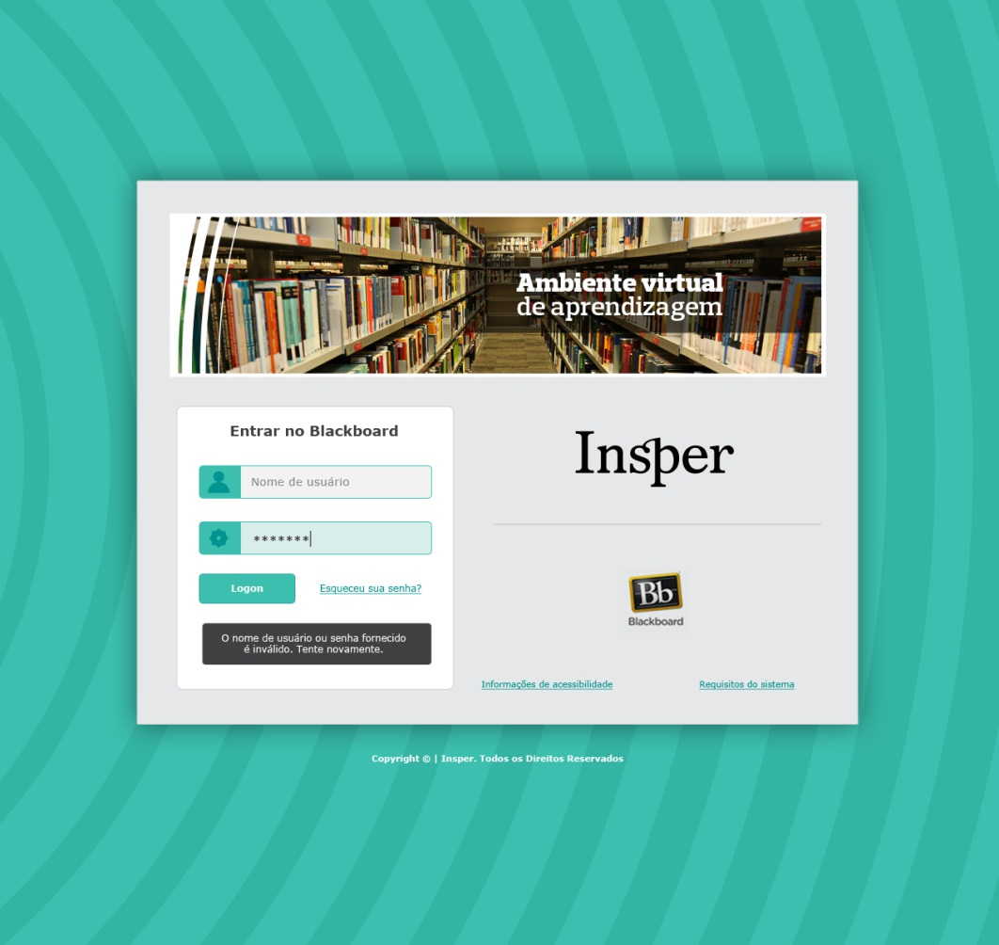 Ambiente virtual
de aprendizagem
Entrar no Blackboard
Nome de usuário
*******
Logon
Esqueceu sua senha?
O nome de usuário ou senha fornecido
é inválido. Tente novamente.
Insper
Bb
Blackboard
Informações de acessibilidade
Requisitos do sistema
Copyright © | Insper. Todos os Direitos Reservados